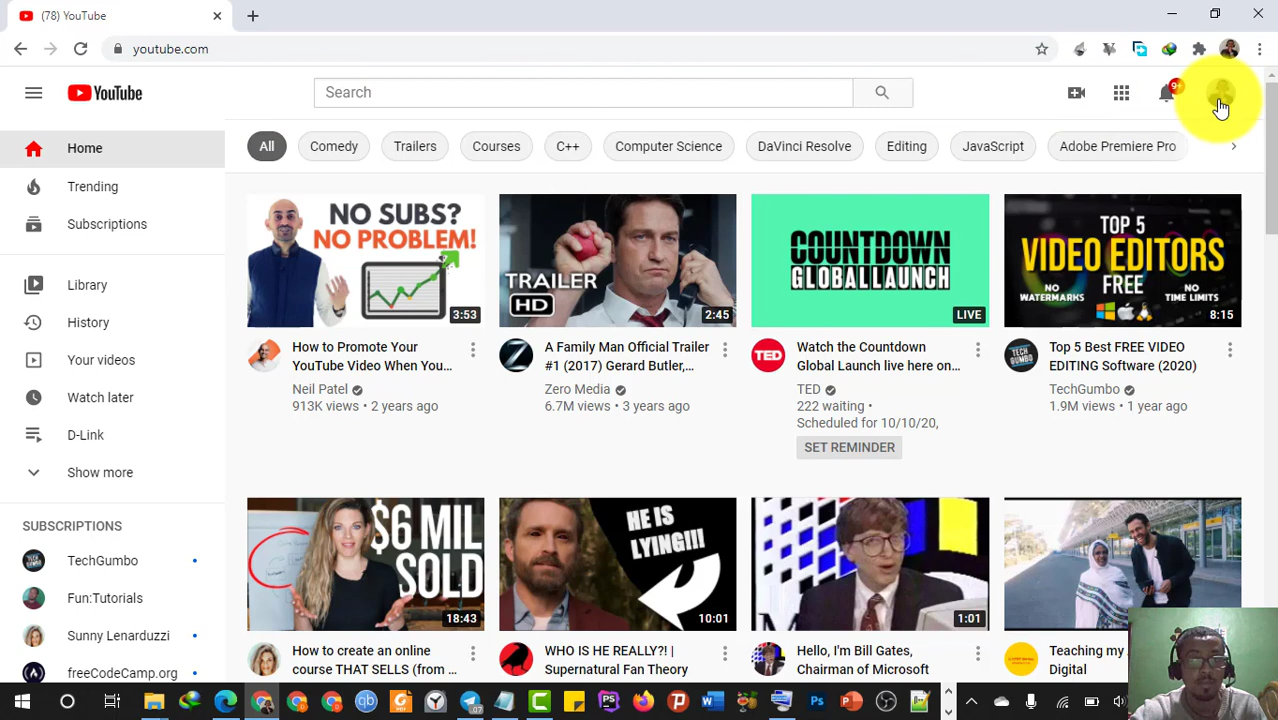 (78) YouTube
youtube.com
YouTube
Search
9+
Home
Trending
Subscriptions
Library
History
Your videos
Watch later
D-Link
Show more
SUBSCRIPTIONS
TechGumbo
Fun:Tutorials
Sunny Lenarduzzi
freeCodeCamp.org
All
Comedy
Trailers
Courses
C++
Computer Science
DaVinci Resolve
Editing
JavaScript
Adobe Premiere Pro
NO SUBS?
NO PROBLEM!
3:53
How to Promote Your
YouTube Video When You...
Neil Patel
913K views • 2 years ago
TRAILER
HD
2:45
A Family Man Official Trailer
#1 (2017) Gerard Butler,...
Zero Media
6.7M views • 3 years ago
COUNTDOWN
GLOBAL LAUNCH
LIVE
TED
Watch the Countdown
Global Launch live here on...
TED
222 waiting •
Scheduled for 10/10/20,
SET REMINDER
TOP 5
VIDEO EDITORS
FREE
NO
WATERMARKS
NO
TIME LIMITS
8:15
TECH
GUMBO
Top 5 Best FREE VIDEO
EDITING Software (2020)
TechGumbo
1.9M views • 1 year ago
$6 MIL
SOLD
18:43
How to create an online
course THAT SELLS (from
HE IS
LYING!!!
10:01
WHO IS HE REALLY?! |
Supernatural Fan Theory
1:01
Hello, I'm Bill Gates,
Chairman of Microsoft
Teaching my
Digital